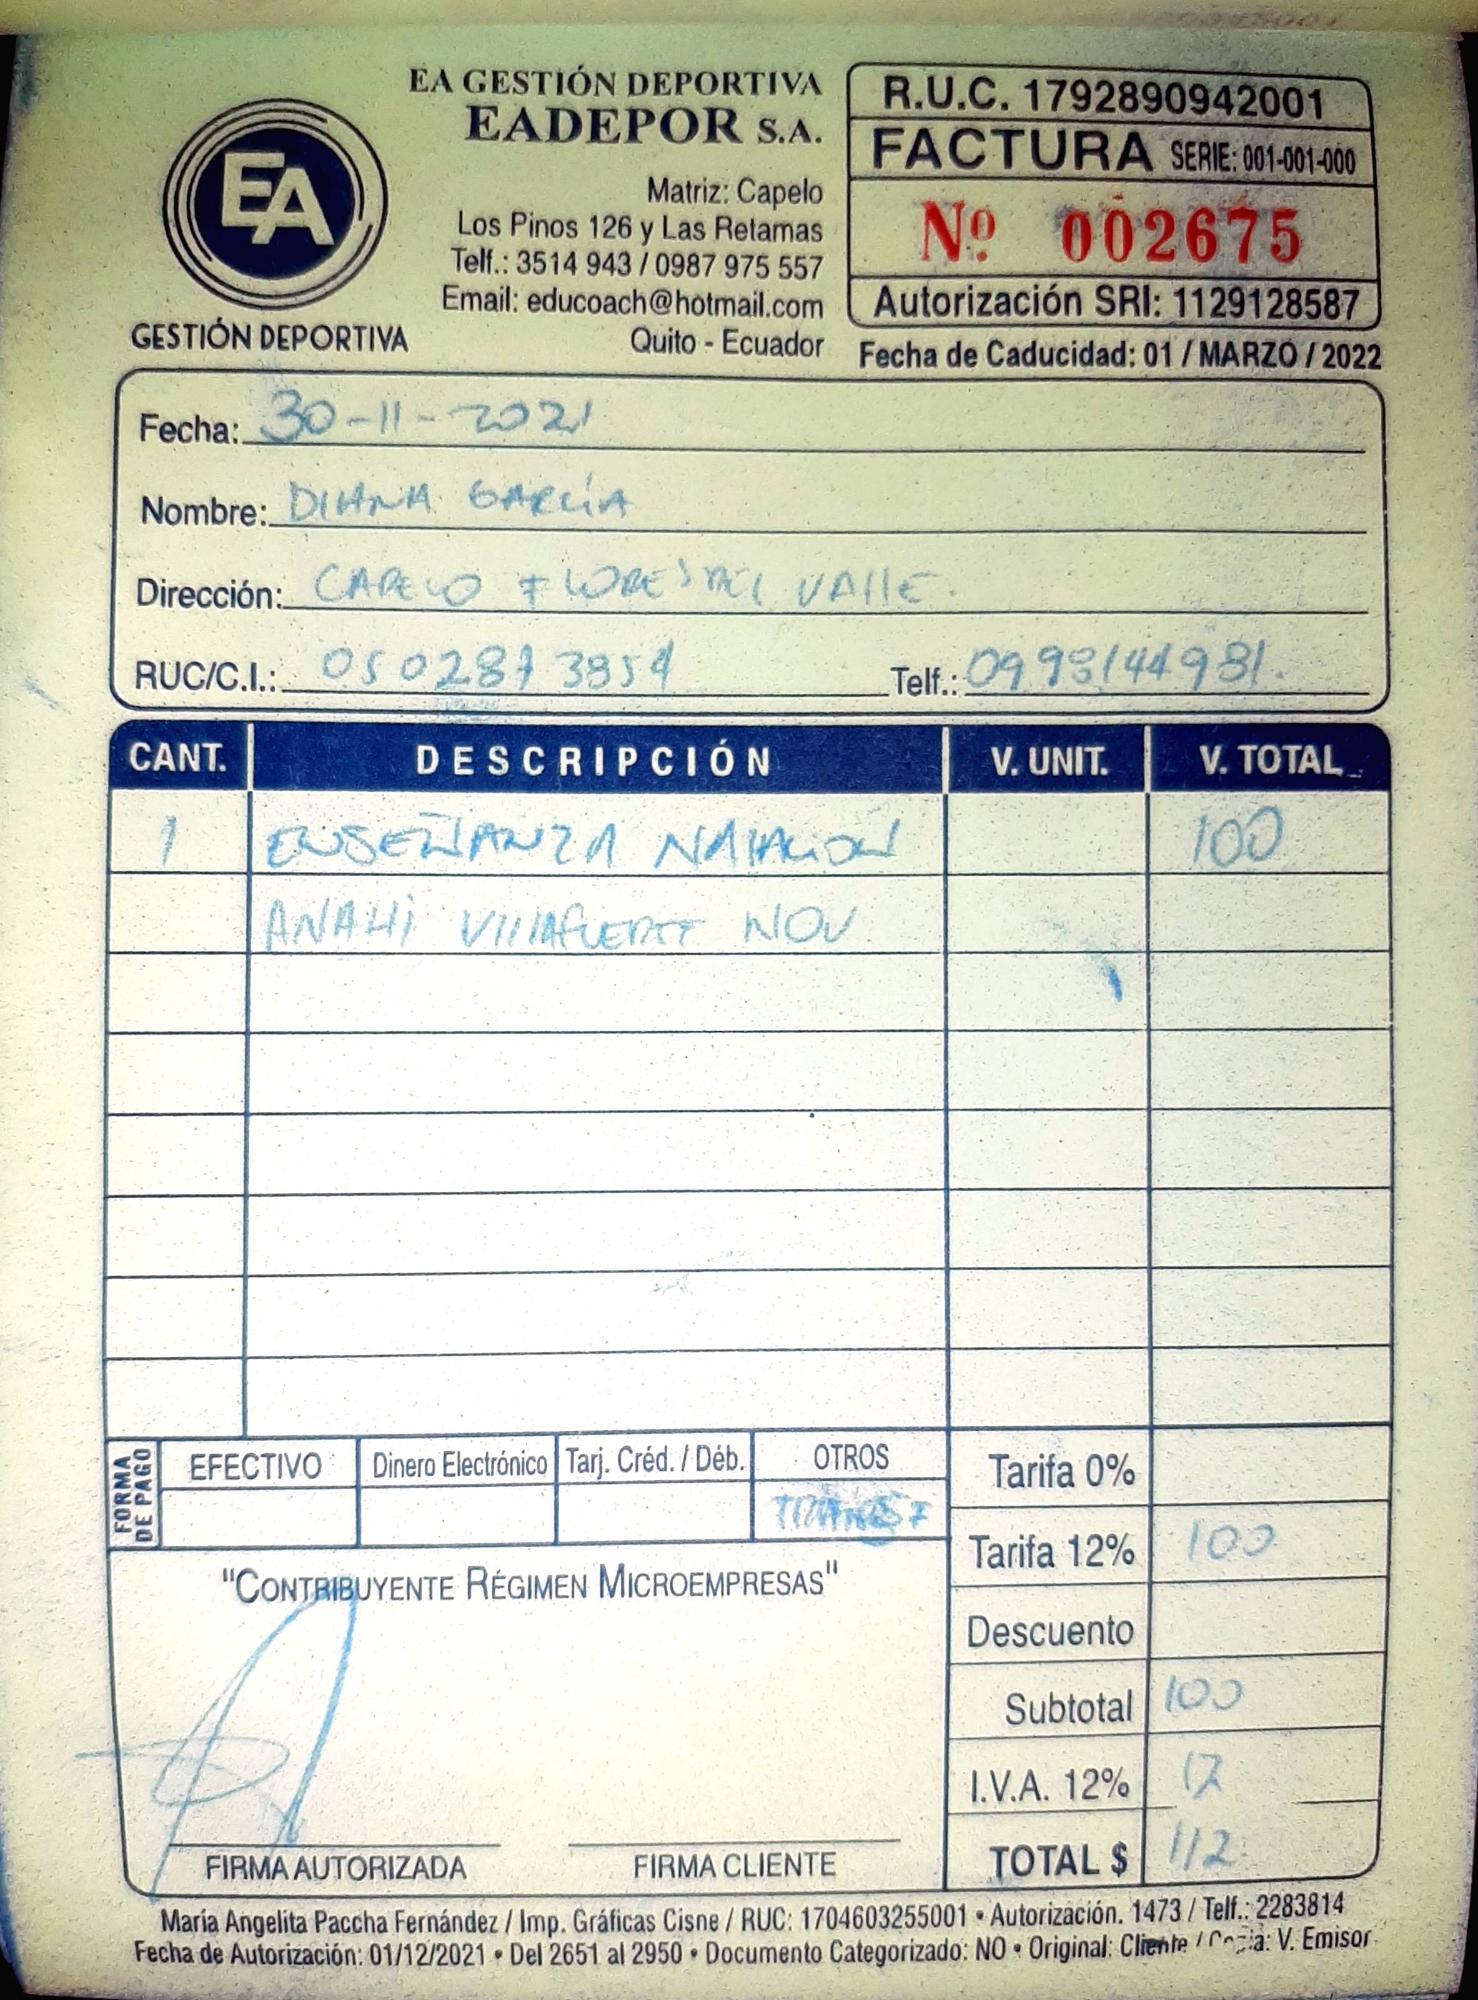 EA GESTIÓN DEPORTIVA
EADEPOR S.A.
EA
GESTIÓN DEPORTIVA
Matriz: Capelo
Los Pinos 126 y Las Retamas
Telf.: 3514 943 / 0987 975 557
Email: educoach@hotmail.com
Quito - Ecuador
R.U.C. 1792890942001
FACTURA SERIE: 001-001-000
Nº 002675
Autorización SRI: 1129128587
Fecha de Caducidad: 01 / MARZO / 2022
Fecha: 30-11-2021
Nombre: DIANA GARCÍA
Dirección: CAPELO FLORES DEL VALLE.
RUC/C.I.: 0502873854 Telf.: 0993144981.
CANT. DESCRIPCIÓN V. UNIT. V. TOTAL
1 ENSEÑANZA NATACIÓN 100
ANAHÍ VILLAFUERTE NOV
FORMA DE PAGO
EFECTIVO Dinero Electrónico Tarj. Créd. / Déb. OTROS
TRANSF
Tarifa 0%
Tarifa 12% 100
Descuento
Subtotal 100
I.V.A. 12% 12
TOTAL $ 112
"CONTRIBUYENTE RÉGIMEN MICROEMPRESAS"
FIRMA AUTORIZADA FIRMA CLIENTE
María Angelita Paccha Fernández / Imp. Gráficas Cisne / RUC: 1704603255001 • Autorización. 1473 / Telf.: 2283814
Fecha de Autorización: 01/12/2021 • Del 2651 al 2950 • Documento Categorizado: NO • Original: Cliente / Copia: V. Emisor